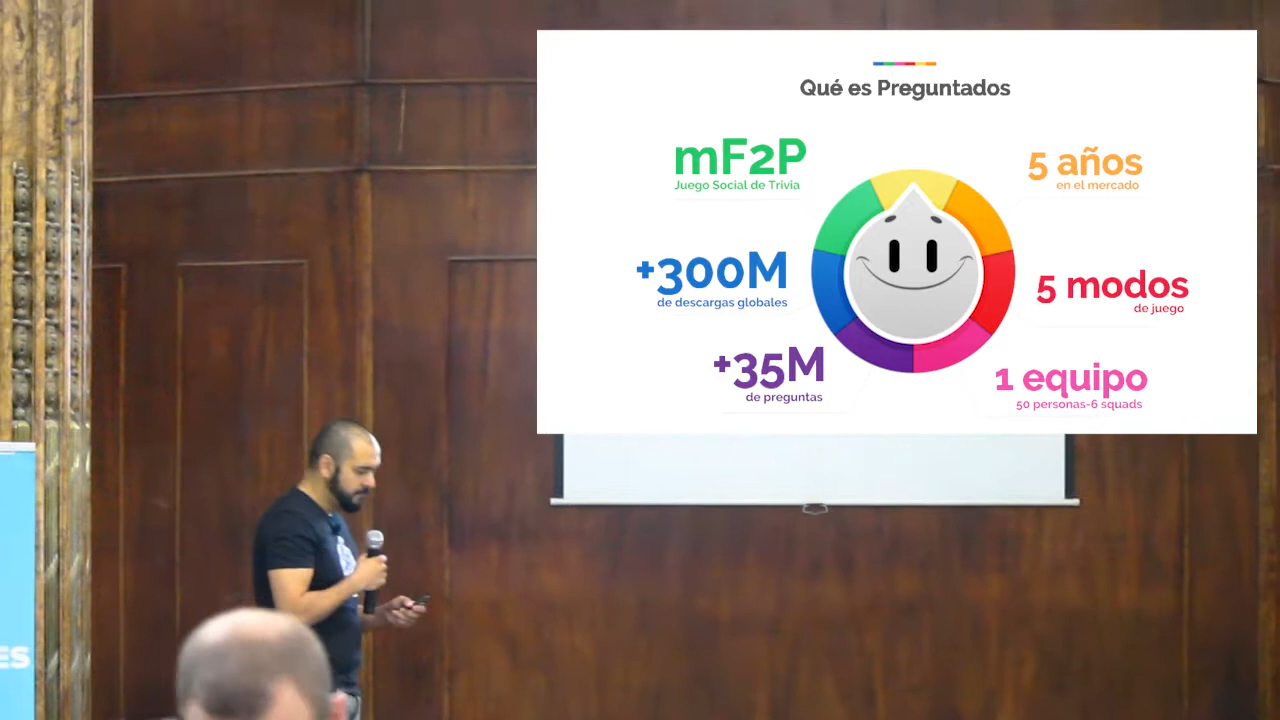 Qué es Preguntados
mF2P
Juego Social de Trivia
5 años
en el mercado
+300M
de descargas globales
5 modos
de juego
+35M
de preguntas
1 equipo
50 personas-6 squads
ES